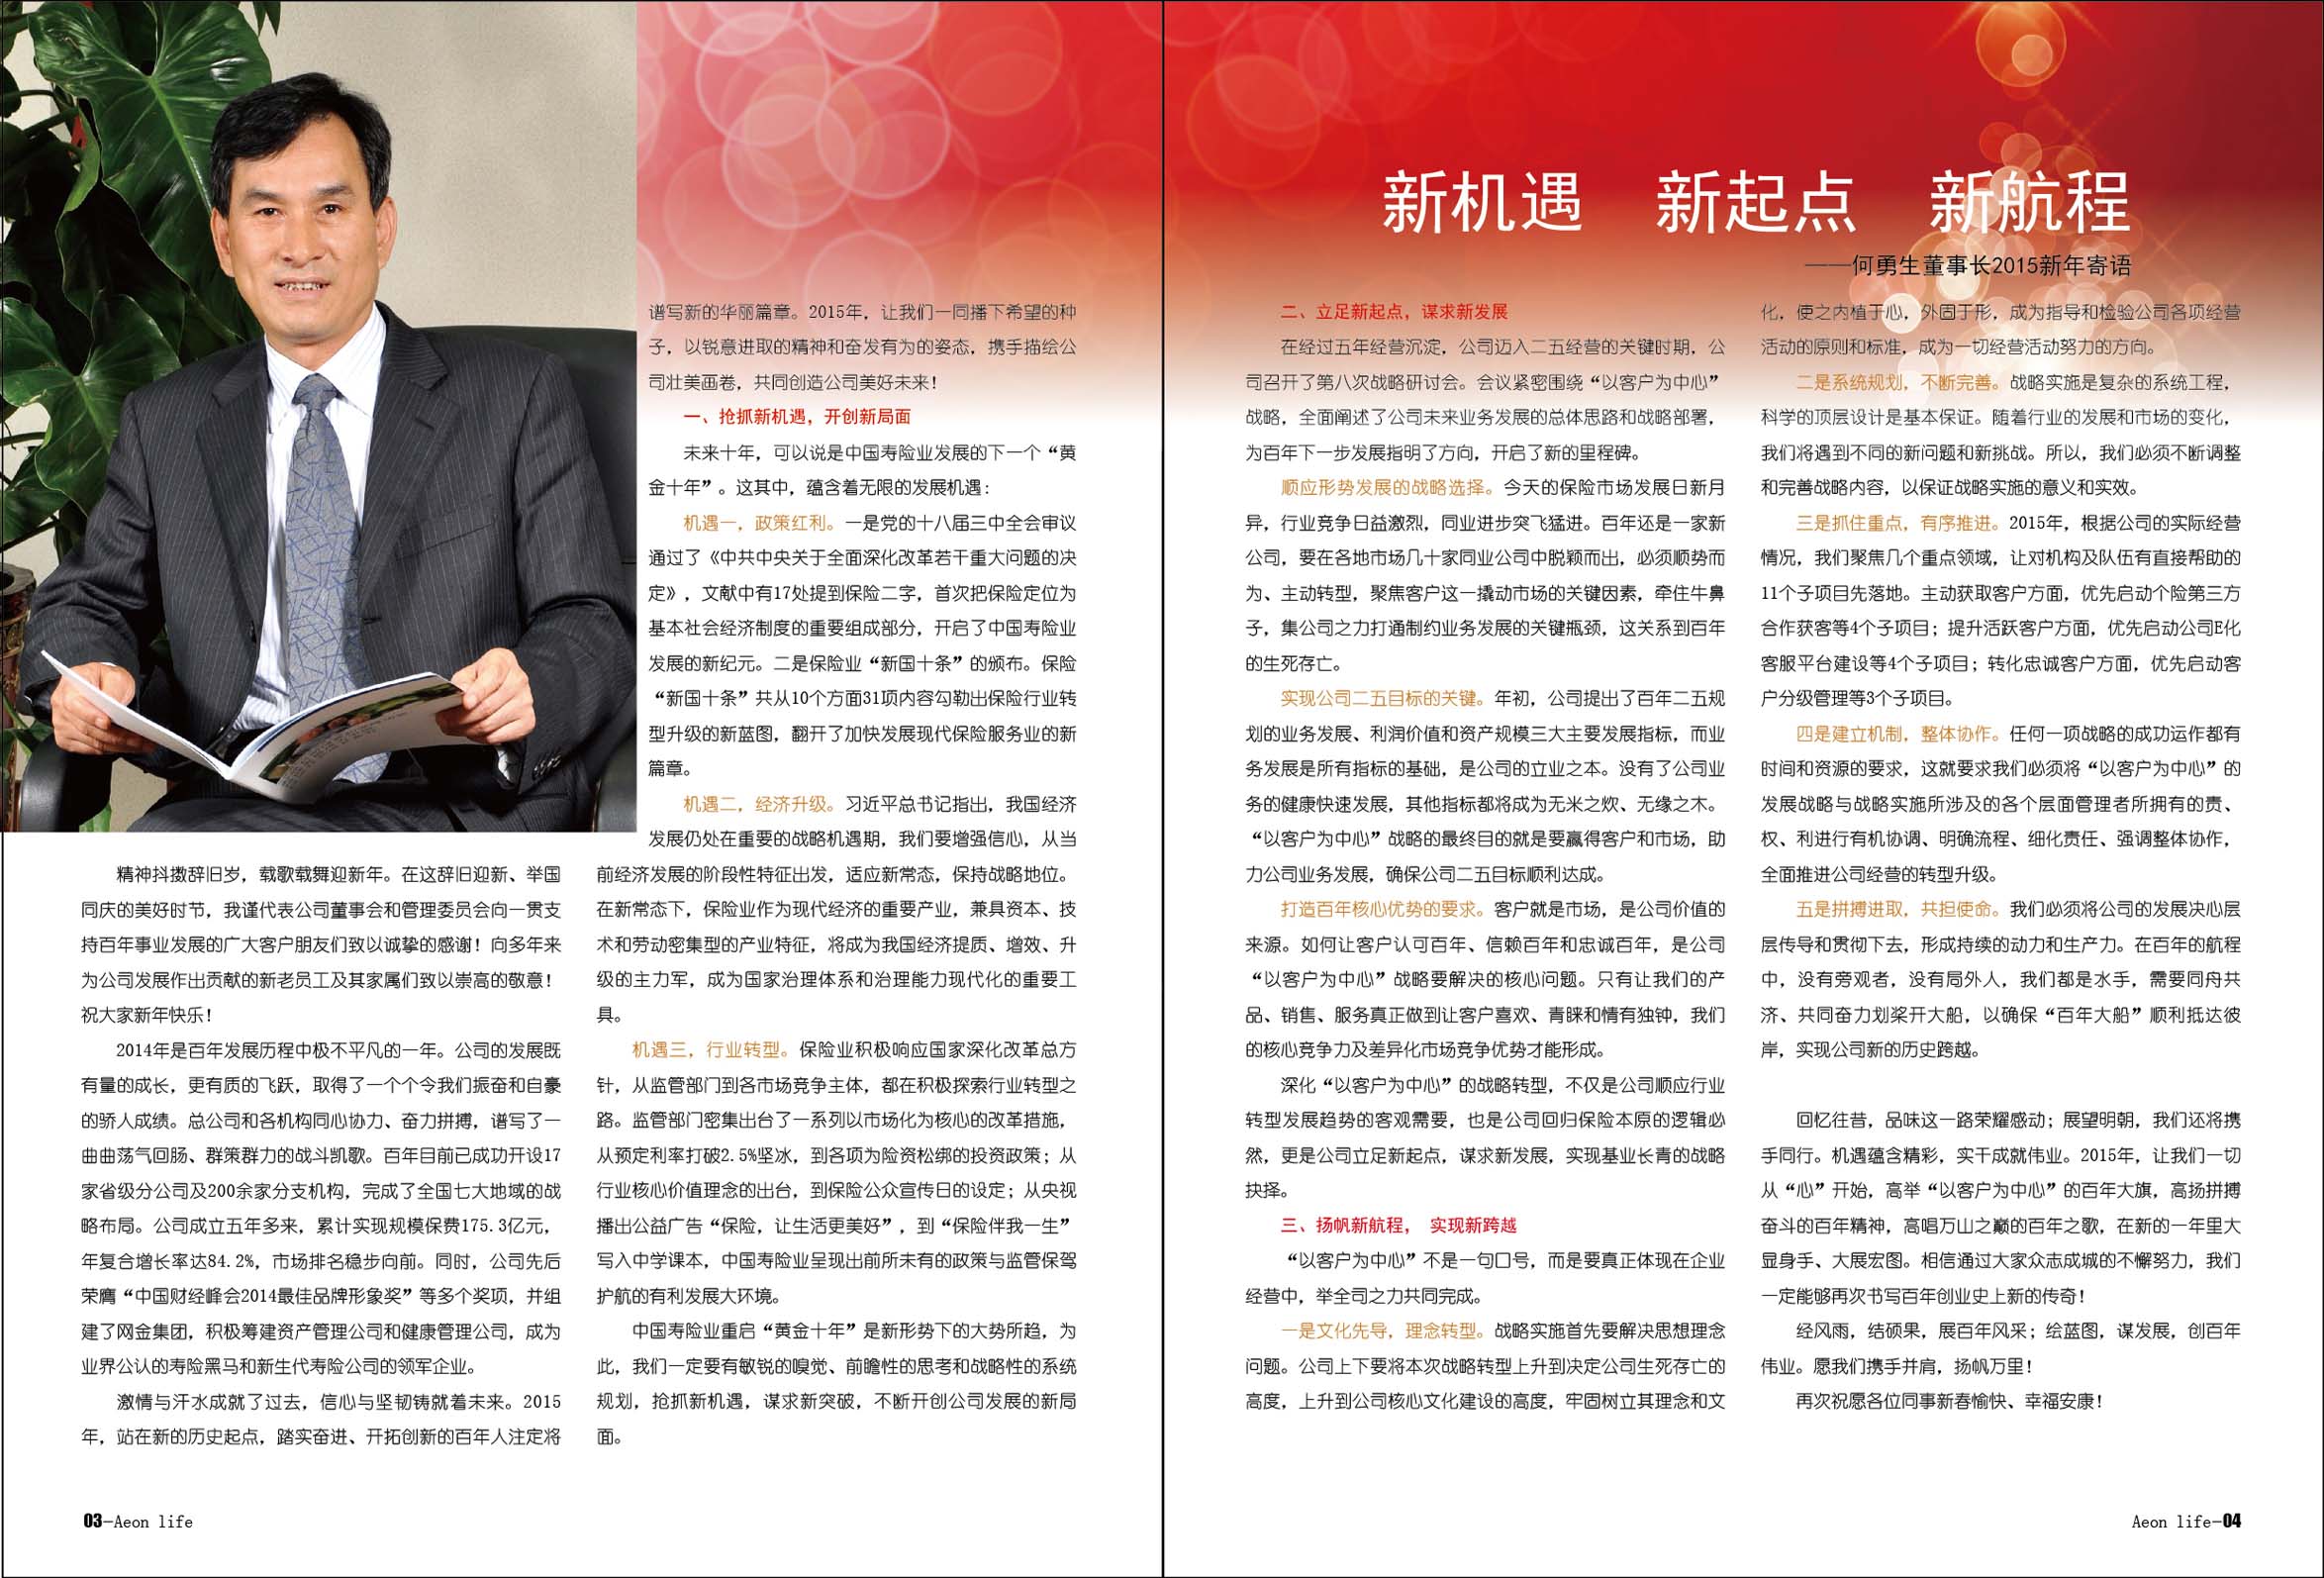 新机遇 新起点 新航程
——何勇生董事长2015新年寄语
精神抖擞辞旧岁，载歌载舞迎新年。在这辞旧迎新、举国
同庆的美好时节，我谨代表公司董事会和管理委员会向一贯支
持百年事业发展的广大客户朋友们致以诚挚的感谢！向多年来
为公司发展作出贡献的新老员工及其家属们致以崇高的敬意！
祝大家新年快乐！
2014年是百年发展历程中极不平凡的一年。公司的发展既
有量的成长，更有质的飞跃，取得了一个个令我们振奋和自豪
的骄人成绩。总公司和各机构同心协力、奋力拼搏，谱写了一
曲曲荡气回肠、群策群力的战斗凯歌。百年目前已成功开设17
家省级分公司及200余家分支机构，完成了全国七大地域的战
略布局。公司成立五年多来，累计实现规模保费175.3亿元，
年复合增长率达84.2%，市场排名稳步向前。同时，公司先后
荣膺“中国财经峰会2014最佳品牌形象奖”等多个奖项，并组
建了网金集团，积极筹建资产管理公司和健康管理公司，成为
业界公认的寿险黑马和新生代寿险公司的领军企业。
激情与汗水成就了过去，信心与坚韧铸就着未来。2015
年，站在新的历史起点，踏实奋进、开拓创新的百年人注定将
谱写新的华丽篇章。2015年，让我们一同播下希望的种
子，以锐意进取的精神和奋发有为的姿态，携手描绘公
司壮美画卷，共同创造公司美好未来！
一、抢抓新机遇，开创新局面
未来十年，可以说是中国寿险业发展的下一个“黄
金十年”。这其中，蕴含着无限的发展机遇：
机遇一，政策红利。一是党的十八届三中全会审议
通过了《中共中央关于全面深化改革若干重大问题的决
定》，文献中有17处提到保险二字，首次把保险定位为
基本社会经济制度的重要组成部分，开启了中国寿险业
发展的新纪元。二是保险业“新国十条”的颁布。保险
“新国十条”共从10个方面31项内容勾勒出保险行业转
型升级的新蓝图，翻开了加快发展现代保险服务业的新
篇章。
机遇二，经济升级。习近平总书记指出，我国经济
发展仍处在重要的战略机遇期，我们要增强信心，从当
前经济发展的阶段性特征出发，适应新常态，保持战略地位。
在新常态下，保险业作为现代经济的重要产业，兼具资本、技
术和劳动密集型的产业特征，将成为我国经济提质、增效、升
级的主力军，成为国家治理体系和治理能力现代化的重要工
具。
机遇三，行业转型。保险业积极响应国家深化改革总方
针，从监管部门到各市场竞争主体，都在积极探索行业转型之
路。监管部门密集出台了一系列以市场化为核心的改革措施，
从预定利率打破2.5%坚冰，到各项为险资松绑的投资政策；从
行业核心价值理念的出台，到保险公众宣传日的设定；从央视
播出公益广告“保险，让生活更美好”，到“保险伴我一生”
写入中学课本，中国寿险业呈现出前所未有的政策与监管保驾
护航的有利发展大环境。
中国寿险业重启“黄金十年”是新形势下的大势所趋，为
此，我们一定要有敏锐的嗅觉、前瞻性的思考和战略性的系统
规划，抢抓新机遇，谋求新突破，不断开创公司发展的新局
面。
03—Aeon life
二、立足新起点，谋求新发展
在经过五年经营沉淀，公司迈入二五经营的关键时期，公
司召开了第八次战略研讨会。会议紧密围绕“以客户为中心”
战略，全面阐述了公司未来业务发展的总体思路和战略部署，
为百年下一步发展指明了方向，开启了新的里程碑。
顺应形势发展的战略选择。今天的保险市场发展日新月
异，行业竞争日益激烈，同业进步突飞猛进。百年还是一家新
公司，要在各地市场几十家同业公司中脱颖而出，必须顺势而
为、主动转型，聚焦客户这一撬动市场的关键因素，牵住牛鼻
子，集公司之力打通制约业务发展的关键瓶颈，这关系到百年
的生死存亡。
实现公司二五目标的关键。年初，公司提出了百年二五规
划的业务发展、利润价值和资产规模三大主要发展指标，而业
务发展是所有指标的基础，是公司的立业之本。没有了公司业
务的健康快速发展，其他指标都将成为无米之炊、无缘之木。
“以客户为中心”战略的最终目的就是要赢得客户和市场，助
力公司业务发展，确保公司二五目标顺利达成。
打造百年核心优势的要求。客户就是市场，是公司价值的
来源。如何让客户认可百年、信赖百年和忠诚百年，是公司
“以客户为中心”战略要解决的核心问题。只有让我们的产
品、销售、服务真正做到让客户喜欢、青睐和情有独钟，我们
的核心竞争力及差异化市场竞争优势才能形成。
深化“以客户为中心”的战略转型，不仅是公司顺应行业
转型发展趋势的客观需要，也是公司回归保险本原的逻辑必
然，更是公司立足新起点，谋求新发展，实现基业长青的战略
抉择。
三、扬帆新航程， 实现新跨越
“以客户为中心”不是一句口号，而是要真正体现在企业
经营中，举全司之力共同完成。
一是文化先导，理念转型。战略实施首先要解决思想理念
问题。公司上下要将本次战略转型上升到决定公司生死存亡的
高度，上升到公司核心文化建设的高度，牢固树立其理念和文
化，使之内植于心，外固于形，成为指导和检验公司各项经营
活动的原则和标准，成为一切经营活动努力的方向。
二是系统规划，不断完善。战略实施是复杂的系统工程，
科学的顶层设计是基本保证。随着行业的发展和市场的变化，
我们将遇到不同的新问题和新挑战。所以，我们必须不断调整
和完善战略内容，以保证战略实施的意义和实效。
三是抓住重点，有序推进。2015年，根据公司的实际经营
情况，我们聚焦几个重点领域，让对机构及队伍有直接帮助的
11个子项目先落地。主动获取客户方面，优先启动个险第三方
合作获客等4个子项目；提升活跃客户方面，优先启动公司E化
客服平台建设等4个子项目；转化忠诚客户方面，优先启动客
户分级管理等3个子项目。
四是建立机制，整体协作。任何一项战略的成功运作都有
时间和资源的要求，这就要求我们必须将“以客户为中心”的
发展战略与战略实施所涉及的各个层面管理者所拥有的责、
权、利进行有机协调、明确流程、细化责任、强调整体协作，
全面推进公司经营的转型升级。
五是拼搏进取，共担使命。我们必须将公司的发展决心层
层传导和贯彻下去，形成持续的动力和生产力。在百年的航程
中，没有旁观者，没有局外人，我们都是水手，需要同舟共
济、共同奋力划桨开大船，以确保“百年大船”顺利抵达彼
岸，实现公司新的历史跨越。
回忆往昔，品味这一路荣耀感动；展望明朝，我们还将携
手同行。机遇蕴含精彩，实干成就伟业。2015年，让我们一切
从“心”开始，高举“以客户为中心”的百年大旗，高扬拼搏
奋斗的百年精神，高唱万山之巅的百年之歌，在新的一年里大
显身手、大展宏图。相信通过大家众志成城的不懈努力，我们
一定能够再次书写百年创业史上新的传奇！
经风雨，结硕果，展百年风采；绘蓝图，谋发展，创百年
伟业。愿我们携手并肩，扬帆万里！
再次祝愿各位同事新春愉快、幸福安康！
Aeon life—04